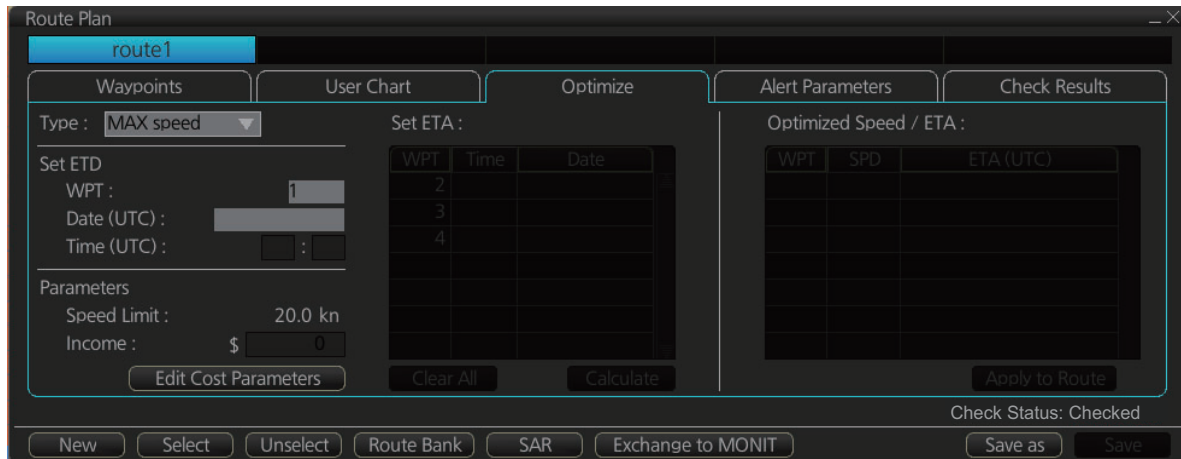 Route Plan
route1
Waypoints User Chart Optimize Alert Parameters Check Results
Type : MAX speed Set ETA : Optimized Speed / ETA :
Set ETD WPT Time Date WPT SPD ETA (UTC)
WPT : 1 2
Date (UTC) : 3
Time (UTC) : : 4
Parameters
Speed Limit : 20.0 kn
Income : $ 0
Edit Cost Parameters Clear All Calculate Apply to Route
Check Status: Checked
New Select Unselect Route Bank SAR Exchange to MONIT Save as Save